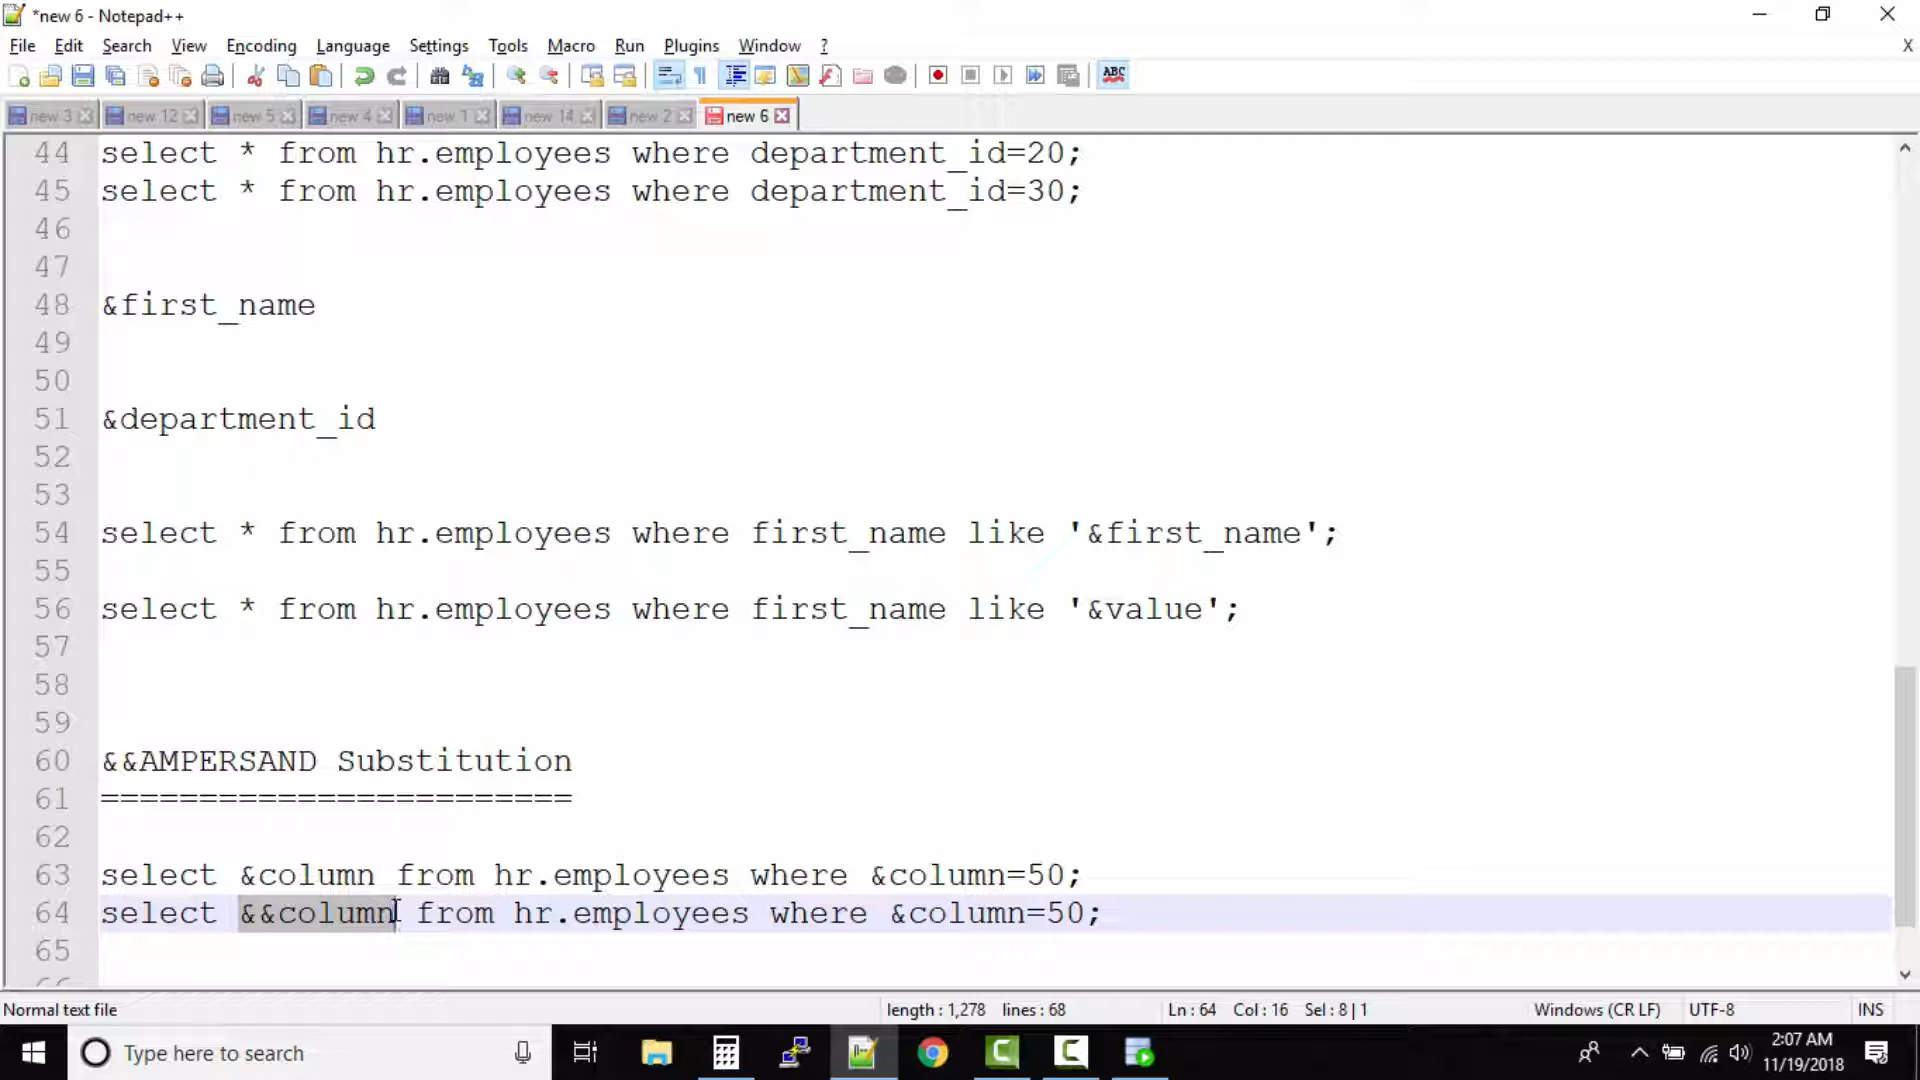 *new 6 - Notepad++
File Edit Search View Encoding Language Settings Tools Macro Run Plugins Window ? X
ABC
new 3 new 12 new 5 new 4 new 1 new 14 new 2 new 6
44 select * from hr.employees where department_id=20;
45 select * from hr.employees where department_id=30;
46
47
48 &first_name
49
50
51 &department_id
52
53
54 select * from hr.employees where first_name like '&first_name';
55
56 select * from hr.employees where first_name like '&value';
57
58
59
60 &&AMPERSAND Substitution
61 ========================
62
63 select &column from hr.employees where &column=50;
64 select &&column from hr.employees where &column=50;
65
66
Normal text file length : 1,278 lines : 68 Ln : 64 Col : 16 Sel : 8 | 1 Windows (CR LF) UTF-8 INS
Type here to search 2:07 AM
11/19/2018